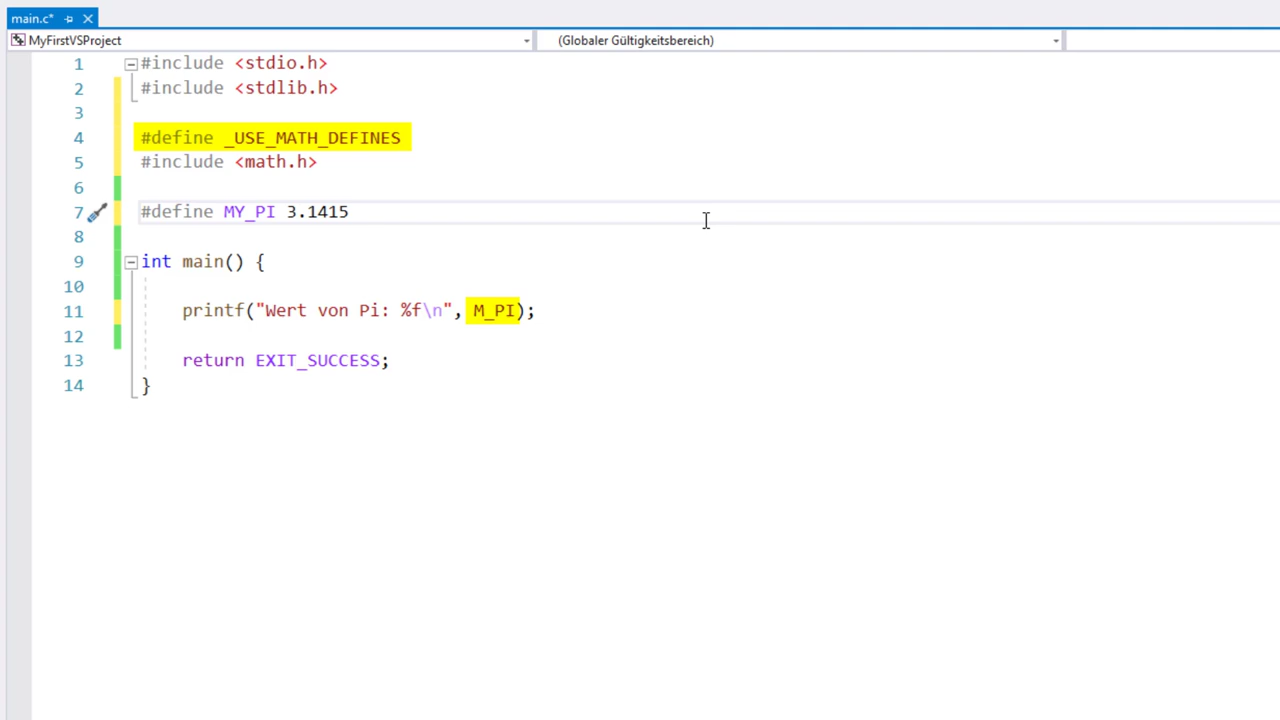 main.c*
MyFirstVSProject (Globaler Gültigkeitsbereich)
1 #include <stdio.h>
2 #include <stdlib.h>
3
4 #define _USE_MATH_DEFINES
5 #include <math.h>
6
7 #define MY_PI 3.1415
8
9 int main() {
10
11 printf("Wert von Pi: %f\n", M_PI);
12
13 return EXIT_SUCCESS;
14 }